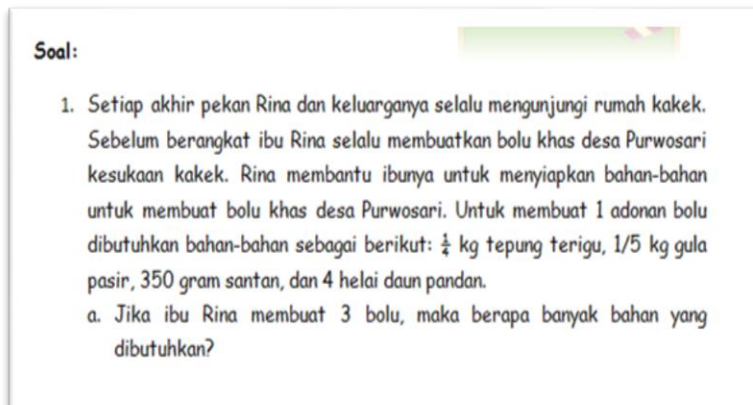 Soal:
1. Setiap akhir pekan Rina dan keluarganya selalu mengunjungi rumah kakek.
Sebelum berangkat ibu Rina selalu membuatkan bolu khas desa Purwosari
kesukaan kakek. Rina membantu ibunya untuk menyiapkan bahan-bahan
untuk membuat bolu khas desa Purwosari. Untuk membuat 1 adonan bolu
dibutuhkan bahan-bahan sebagai berikut: ¼ kg tepung terigu, 1/5 kg gula
pasir, 350 gram santan, dan 4 helai daun pandan.
a. Jika ibu Rina membuat 3 bolu, maka berapa banyak bahan yang
dibutuhkan?